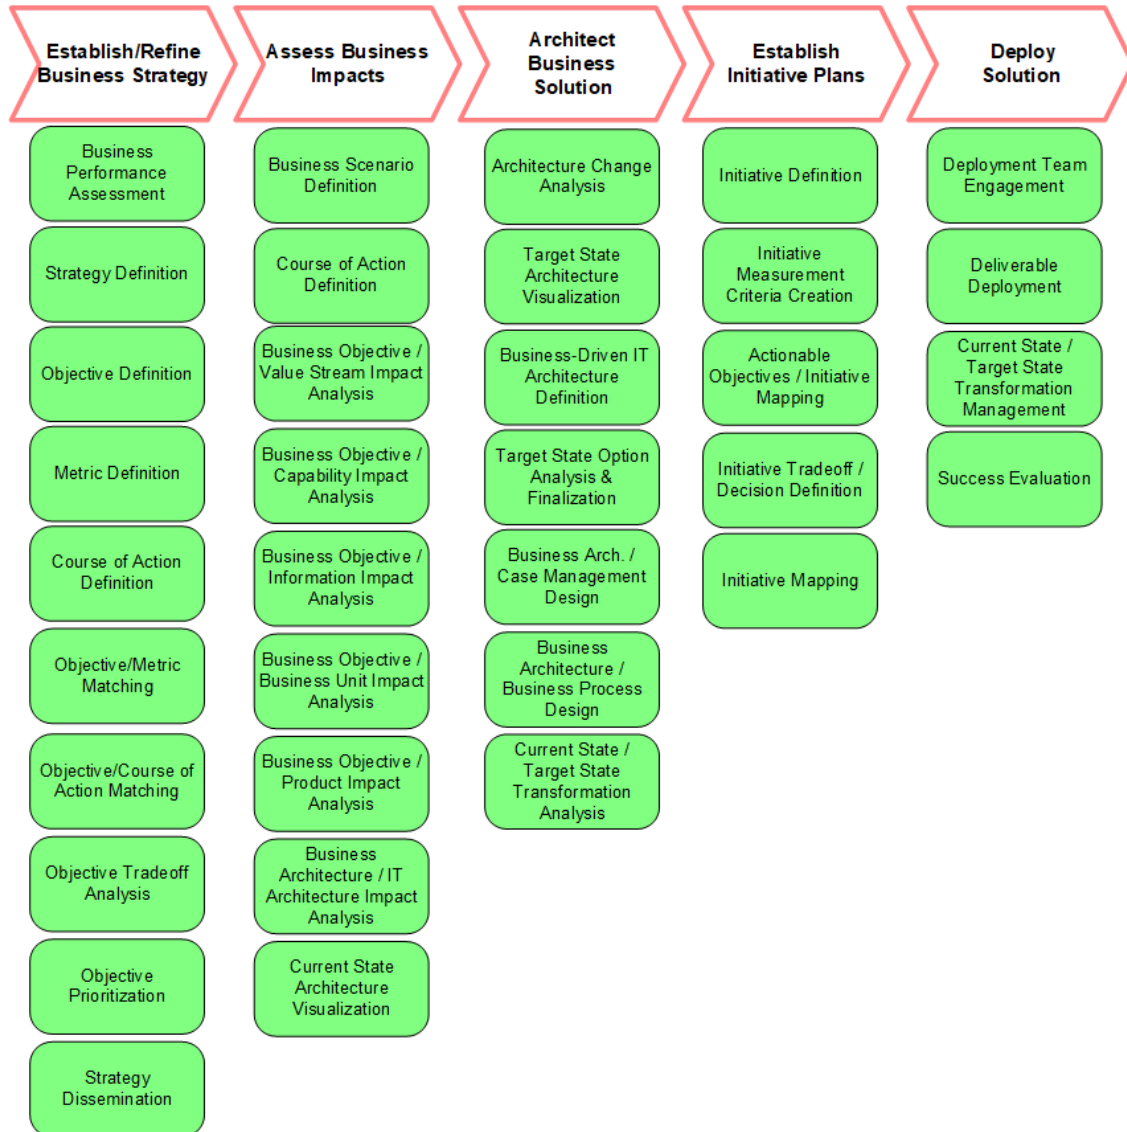 Establish/Refine
Business Strategy
Assess Business
Impacts
Architect
Business
Solution
Establish
Initiative Plans
Deploy
Solution
Business
Performance
Assessment
Strategy Definition
Objective Definition
Metric Definition
Course of Action
Definition
Objective/Metric
Matching
Objective/Course of
Action Matching
Objective Tradeoff
Analysis
Objective
Prioritization
Strategy
Dissemination
Business Scenario
Definition
Course of Action
Definition
Business Objective /
Value Stream Impact
Analysis
Business Objective /
Capability Impact
Analysis
Business Objective /
Information Impact
Analysis
Business Objective /
Business Unit Impact
Analysis
Business Objective /
Product Impact
Analysis
Business
Architecture / IT
Architecture Impact
Analysis
Current State
Architecture
Visualization
Architecture Change
Analysis
Target State
Architecture
Visualization
Business-Driven IT
Architecture
Definition
Target State Option
Analysis &
Finalization
Business Arch. /
Case Management
Design
Business
Architecture /
Business Process
Design
Current State /
Target State
Transformation
Analysis
Initiative Definition
Initiative
Measurement
Criteria Creation
Actionable
Objectives / Initiative
Mapping
Initiative Tradeoff /
Decision Definition
Initiative Mapping
Deployment Team
Engagement
Deliverable
Deployment
Current State /
Target State
Transformation
Management
Success Evaluation